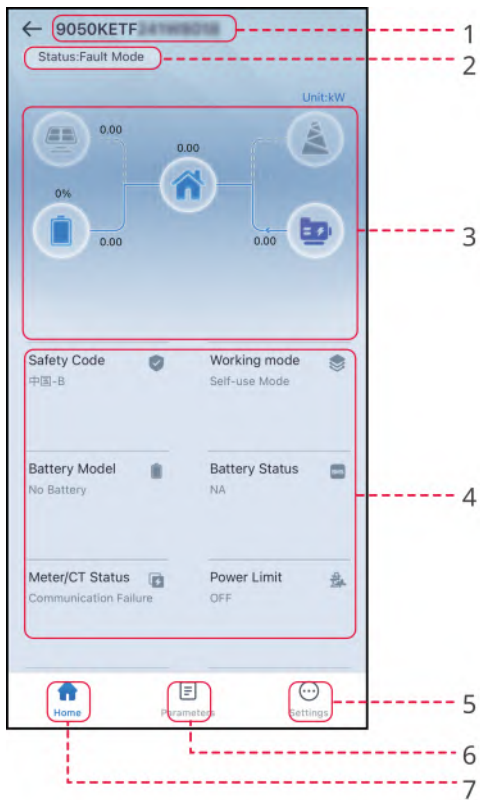 9050KETF
1
Status:Fault Mode
2
Unit:kW
0.00
0.00
0%
0.00
0.00
3
Safety Code
Working mode
中国-B
Self-use Mode
Battery Model
Battery Status
No Battery
NA
4
Meter/CT Status
Power Limit
Communication Failure
OFF
Home
Parameters
Settings
5
6
7